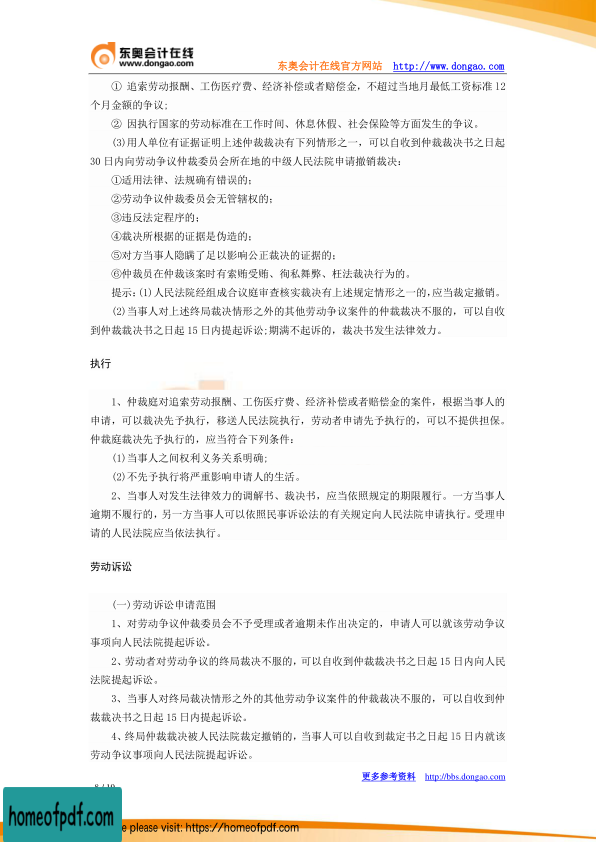 东奥会计在线
www.dongao.com
东奥会计在线官方网站 http://www.dongao.com
① 追索劳动报酬、工伤医疗费、经济补偿或者赔偿金，不超过当地月最低工资标准 l2
个月金额的争议;
② 因执行国家的劳动标准在工作时间、休息休假、社会保险等方面发生的争议。
(3)用人单位有证据证明上述仲裁裁决有下列情形之一，可以自收到仲裁裁决书之日起
30 日内向劳动争议仲裁委员会所在地的中级人民法院申请撤销裁决:
①适用法律、法规确有错误的;
②劳动争议仲裁委员会无管辖权的;
③违反法定程序的;
④裁决所根据的证据是伪造的;
⑤对方当事人隐瞒了足以影响公正裁决的证据的;
⑥仲裁员在仲裁该案时有索贿受贿、徇私舞弊、枉法裁决行为的。
提示:(1)人民法院经组成合议庭审查核实裁决有上述规定情形之一的,应当裁定撤销。
(2)当事人对上述终局裁决情形之外的其他劳动争议案件的仲裁裁决不服的，可以自收
到仲裁裁决书之日起 15 日内提起诉讼;期满不起诉的，裁决书发生法律效力。
执行
1、仲裁庭对追索劳动报酬、工伤医疗费、经济补偿或者赔偿金的案件，根据当事人的
申请，可以裁决先予执行，移送人民法院执行，劳动者申请先予执行的，可以不提供担保。
仲裁庭裁决先予执行的，应当符合下列条件:
(1)当事人之间权利义务关系明确;
(2)不先予执行将严重影响申请人的生活。
2、当事人对发生法律效力的调解书、裁决书，应当依照规定的期限履行。一方当事人
逾期不履行的,另一方当事人可以依照民事诉讼法的有关规定向人民法院申请执行。受理申
请的人民法院应当依法执行。
劳动诉讼
(一)劳动诉讼申请范围
1、对劳动争议仲裁委员会不予受理或者逾期未作出决定的，申请人可以就该劳动争议
事项向人民法院提起诉讼。
2、劳动者对劳动争议的终局裁决不服的,可以自收到仲裁裁决书之日起 15 日内向人民
法院提起诉讼。
3、当事人对终局裁决情形之外的其他劳动争议案件的仲裁裁决不服的，可以自收到仲
裁裁决书之日起 15 日内提起诉讼。
4、终局仲裁裁决被人民法院裁定撤销的,当事人可以自收到裁定书之日起 l5 日内就该
劳动争议事项向人民法院提起诉讼。
更多参考资料 http://bbs.dongao.com
homeofpdf.com
please visit: https://homeofpdf.com